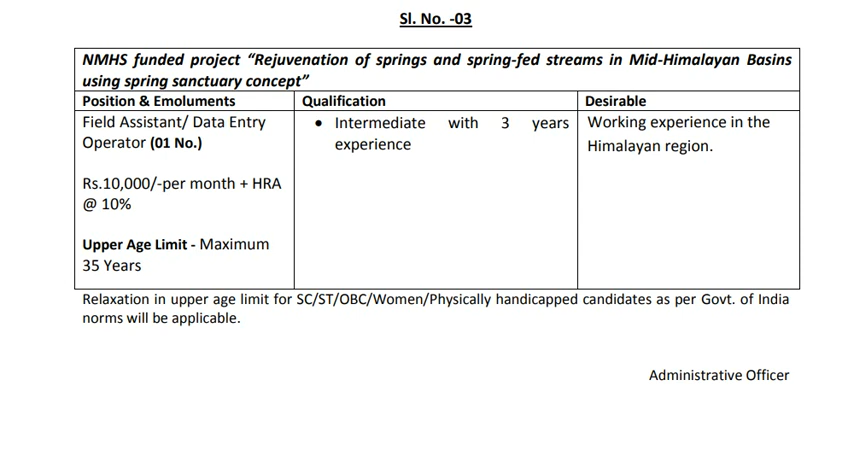 Sl. No. -03
NMHS funded project “Rejuvenation of springs and spring-fed streams in Mid-Himalayan Basins
using spring sanctuary concept”
Position & Emoluments
Qualification
Desirable
Field Assistant/ Data Entry
Operator (01 No.)
Rs.10,000/-per month + HRA
@ 10%
Upper Age Limit - Maximum
35 Years
• Intermediate with 3 years
experience
Working experience in the
Himalayan region.
Relaxation in upper age limit for SC/ST/OBC/Women/Physically handicapped candidates as per Govt. of India
norms will be applicable.
Administrative Officer